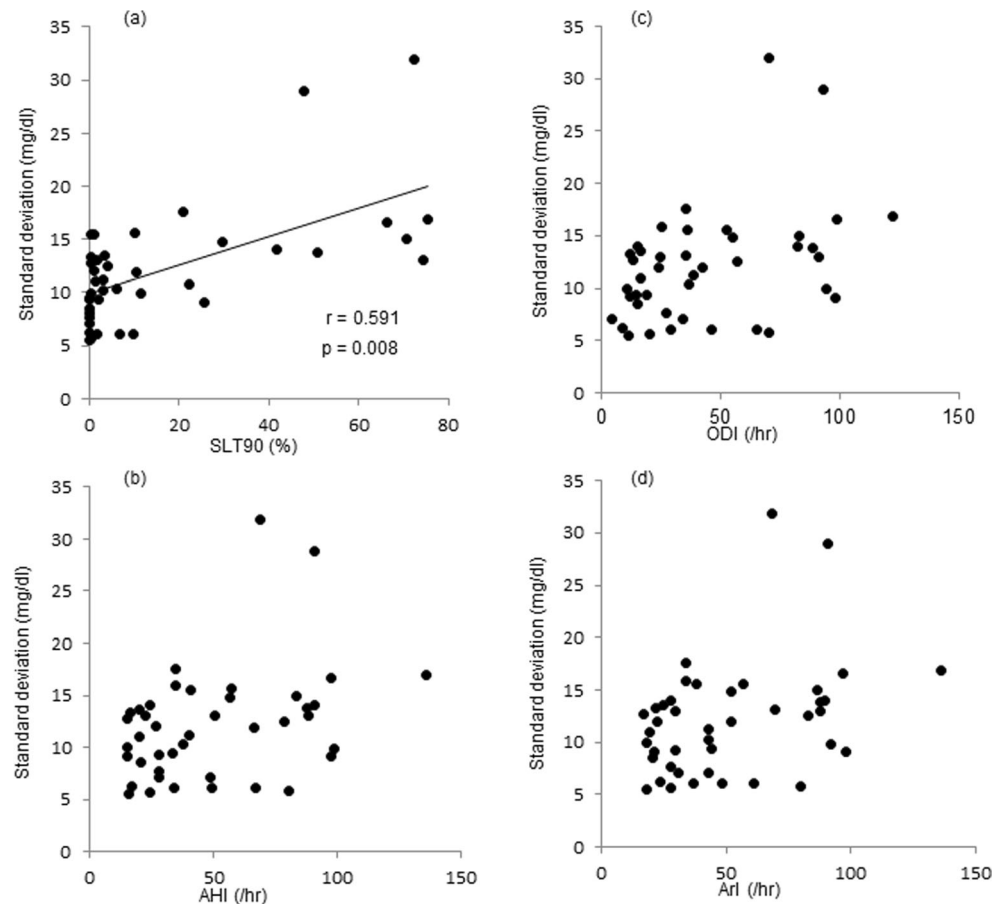 (a)
Standard deviation (mg/dl)
35
30
25
20
15
10
5
0
r = 0.591
p = 0.008
0 20 40 60 80
SLT90 (%)
(c)
Standard deviation (mg/dl)
35
30
25
20
15
10
5
0
0 50 100 150
ODI (/hr)
(b)
Standard deviation (mg/dl)
35
30
25
20
15
10
5
0
0 50 100 150
AHI (/hr)
(d)
Standard deviation (mg/dl)
35
30
25
20
15
10
5
0
0 50 100 150
ArI (/hr)